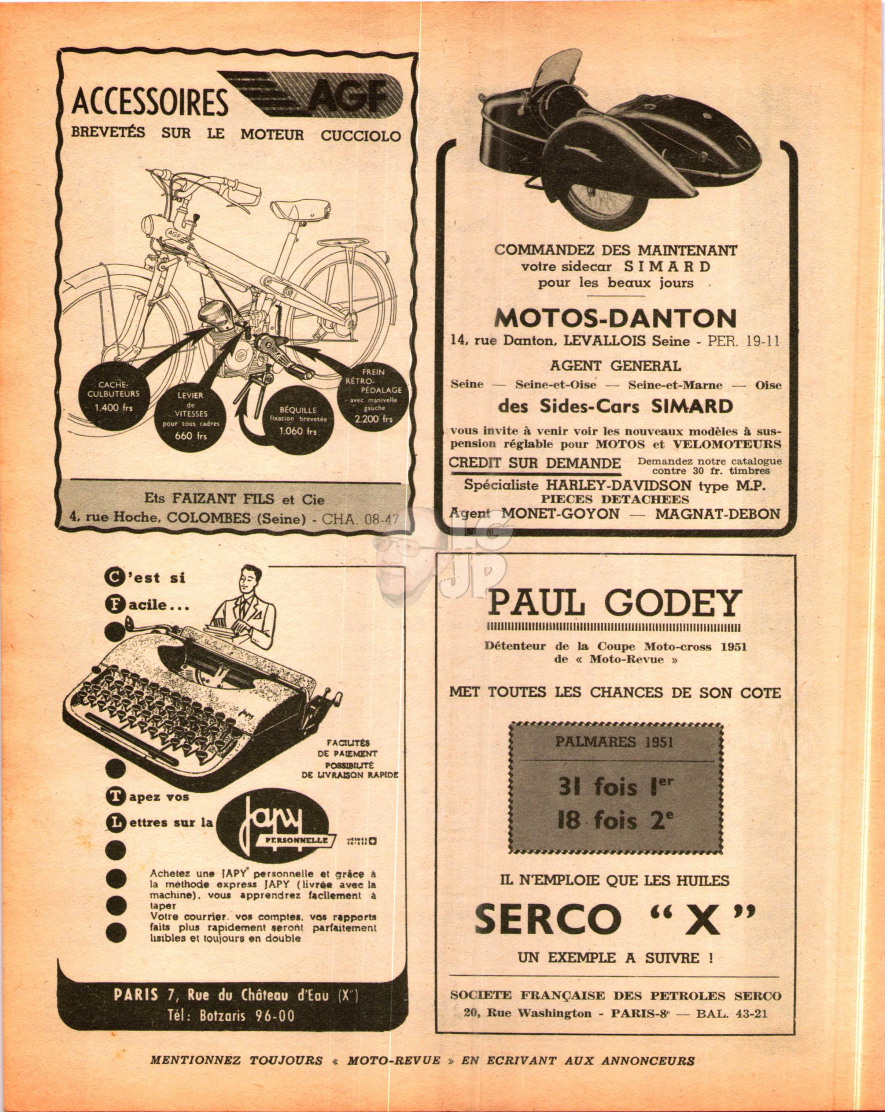 ACCESSOIRES AGF
BREVETÉS SUR LE MOTEUR CUCCIOLO
AGF
CACHE-
CULBUTEURS
1.400 frs
LEVIER
de
VITESSES
pour tous cadres
660 frs
BÉQUILLE
fixation brevetée
1.060 frs
FREIN
RÉTRO-
PÉDALAGE
- avec manivelle
gauche
2.200 frs
Ets FAIZANT FILS et Cie
4, rue Hoche, COLOMBES (Seine) - CHA. 08-47
COMMANDEZ DES MAINTENANT
votre sidecar SIMARD
pour les beaux jours
MOTOS-DANTON
14, rue Danton, LEVALLOIS Seine - PER. 19-11
AGENT GENERAL
Seine — Seine-et-Oise — Seine-et-Marne — Oise
des Sides-Cars SIMARD
vous invite à venir voir les nouveaux modèles à sus-
pension réglable pour MOTOS et VELOMOTEURS
CREDIT SUR DEMANDE Demandez notre catalogue
contre 30 fr. timbres
Spécialiste HARLEY-DAVIDSON type M.P.
PIECES DETACHEES
Agent MONET-GOYON — MAGNAT-DEBON
IG
JP
C'est si
Facile...
FACILITÉS
DE PAIEMENT
POSSIBILITÉ
DE LIVRAISON RAPIDE
Tapez vos
Lettres sur la
Japy
PERSONNELLE
Achetez une JAPY personnelle et grâce à
la méthode express JAPY (livrée avec la
machine), vous apprendrez facilement à
taper
Votre courrier, vos comptes, vos rapports
faits plus rapidement seront parfaitement
lisibles et toujours en double
PARIS 7, Rue du Château d'Eau (Xe)
Tél: Botzaris 96-00
PAUL GODEY
Détenteur de la Coupe Moto-cross 1951
de « Moto-Revue »
MET TOUTES LES CHANCES DE SON COTE
PALMARES 1951
31 fois 1er
18 fois 2e
IL N'EMPLOIE QUE LES HUILES
SERCO "X"
UN EXEMPLE A SUIVRE !
SOCIETE FRANÇAISE DES PETROLES SERCO
20, Rue Washington - PARIS-8e — BAL. 43-21
MENTIONNEZ TOUJOURS « MOTO-REVUE » EN ECRIVANT AUX ANNONCEURS